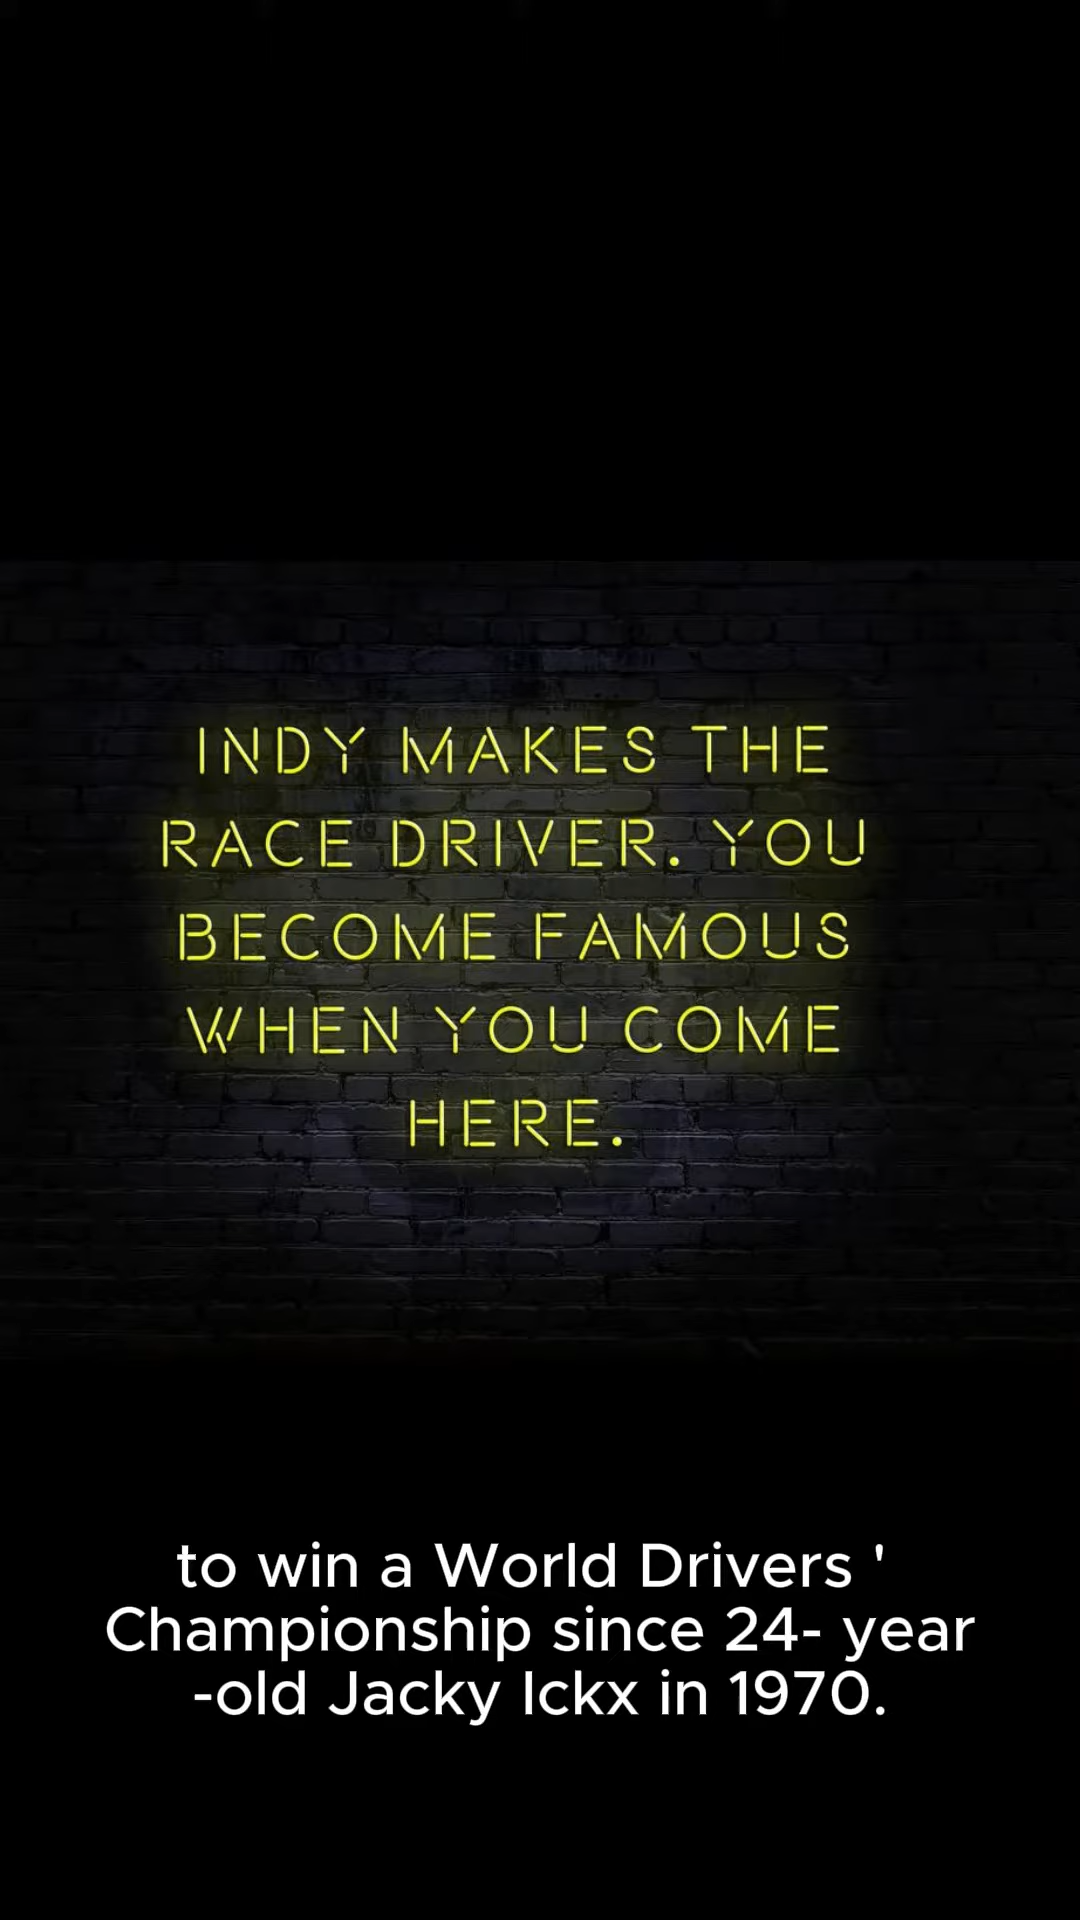 INDY MAKES THE
RACE DRIVER. YOU
BECOME FAMOUS
WHEN YOU COME
HERE.
to win a World Drivers '
Championship since 24- year
-old Jacky Ickx in 1970.